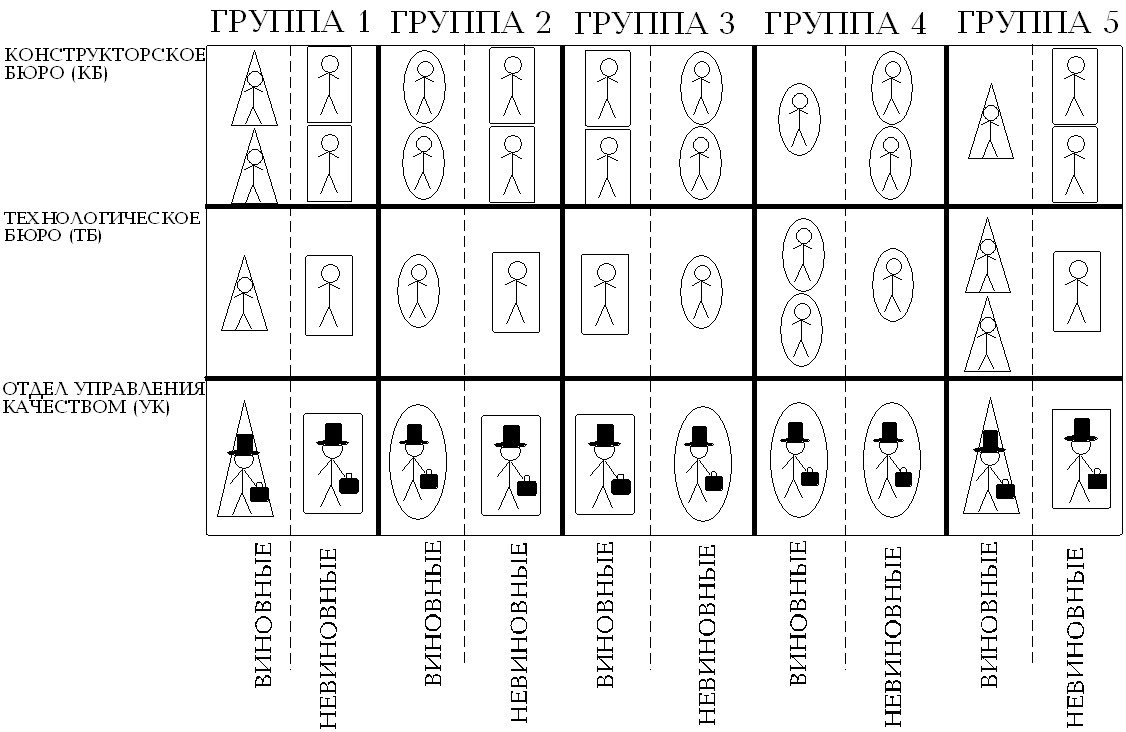 ГРУППА 1 ГРУППА 2 ГРУППА 3 ГРУППА 4 ГРУППА 5
КОНСТРУКТОРСКОЕ
БЮРО (КБ)
ТЕХНОЛОГИЧЕСКОЕ
БЮРО (ТБ)
ОТДЕЛ УПРАВЛЕНИЯ
КАЧЕСТВОМ (УК)
ВИНОВНЫЕ
НЕВИНОВНЫЕ
ВИНОВНЫЕ
НЕВИНОВНЫЕ
ВИНОВНЫЕ
НЕВИНОВНЫЕ
ВИНОВНЫЕ
НЕВИНОВНЫЕ
ВИНОВНЫЕ
НЕВИНОВНЫЕ